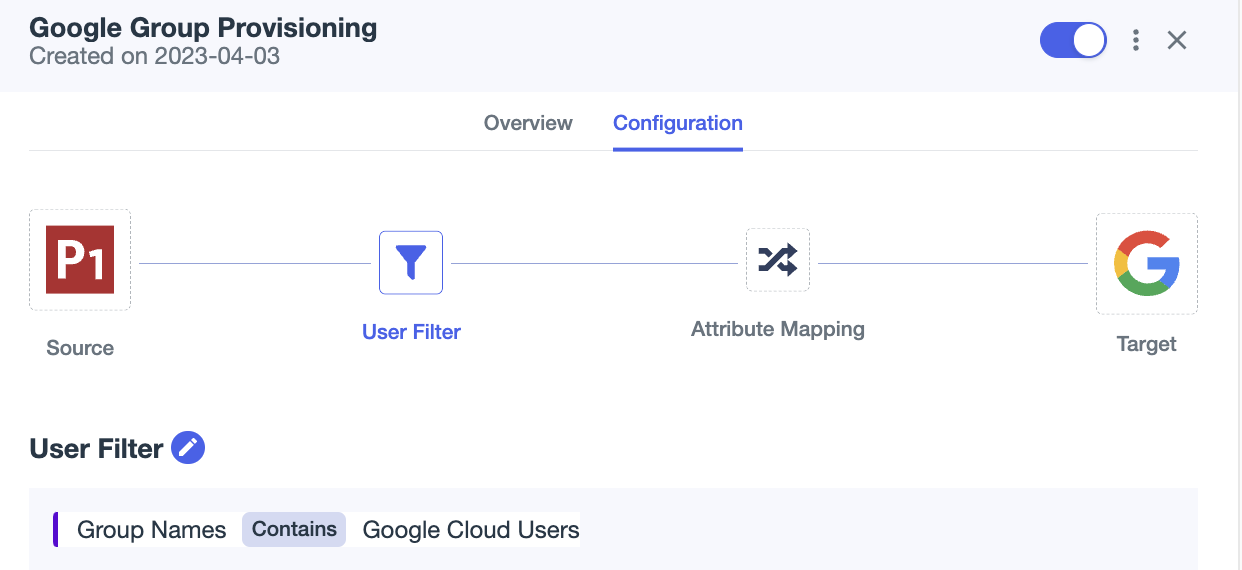 Google Group Provisioning
Created on 2023-04-03
Overview Configuration
P1
Source
User Filter
Attribute Mapping
Target
User Filter
Group Names Contains Google Cloud Users